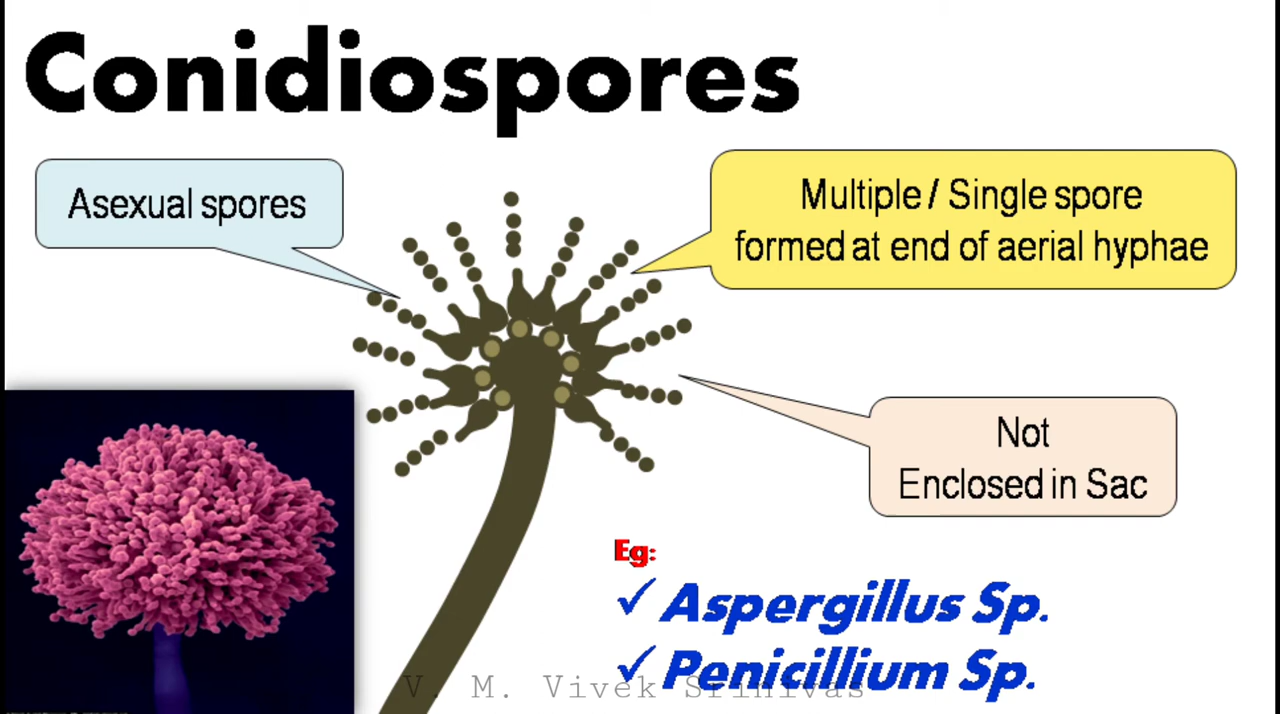 Conidiospores
Asexual spores
Multiple / Single spore
formed at end of aerial hyphae
Not
Enclosed in Sac
Eg:
✓ Aspergillus Sp.
✓ Penicillium Sp.
V. M. Vivek Srinivas